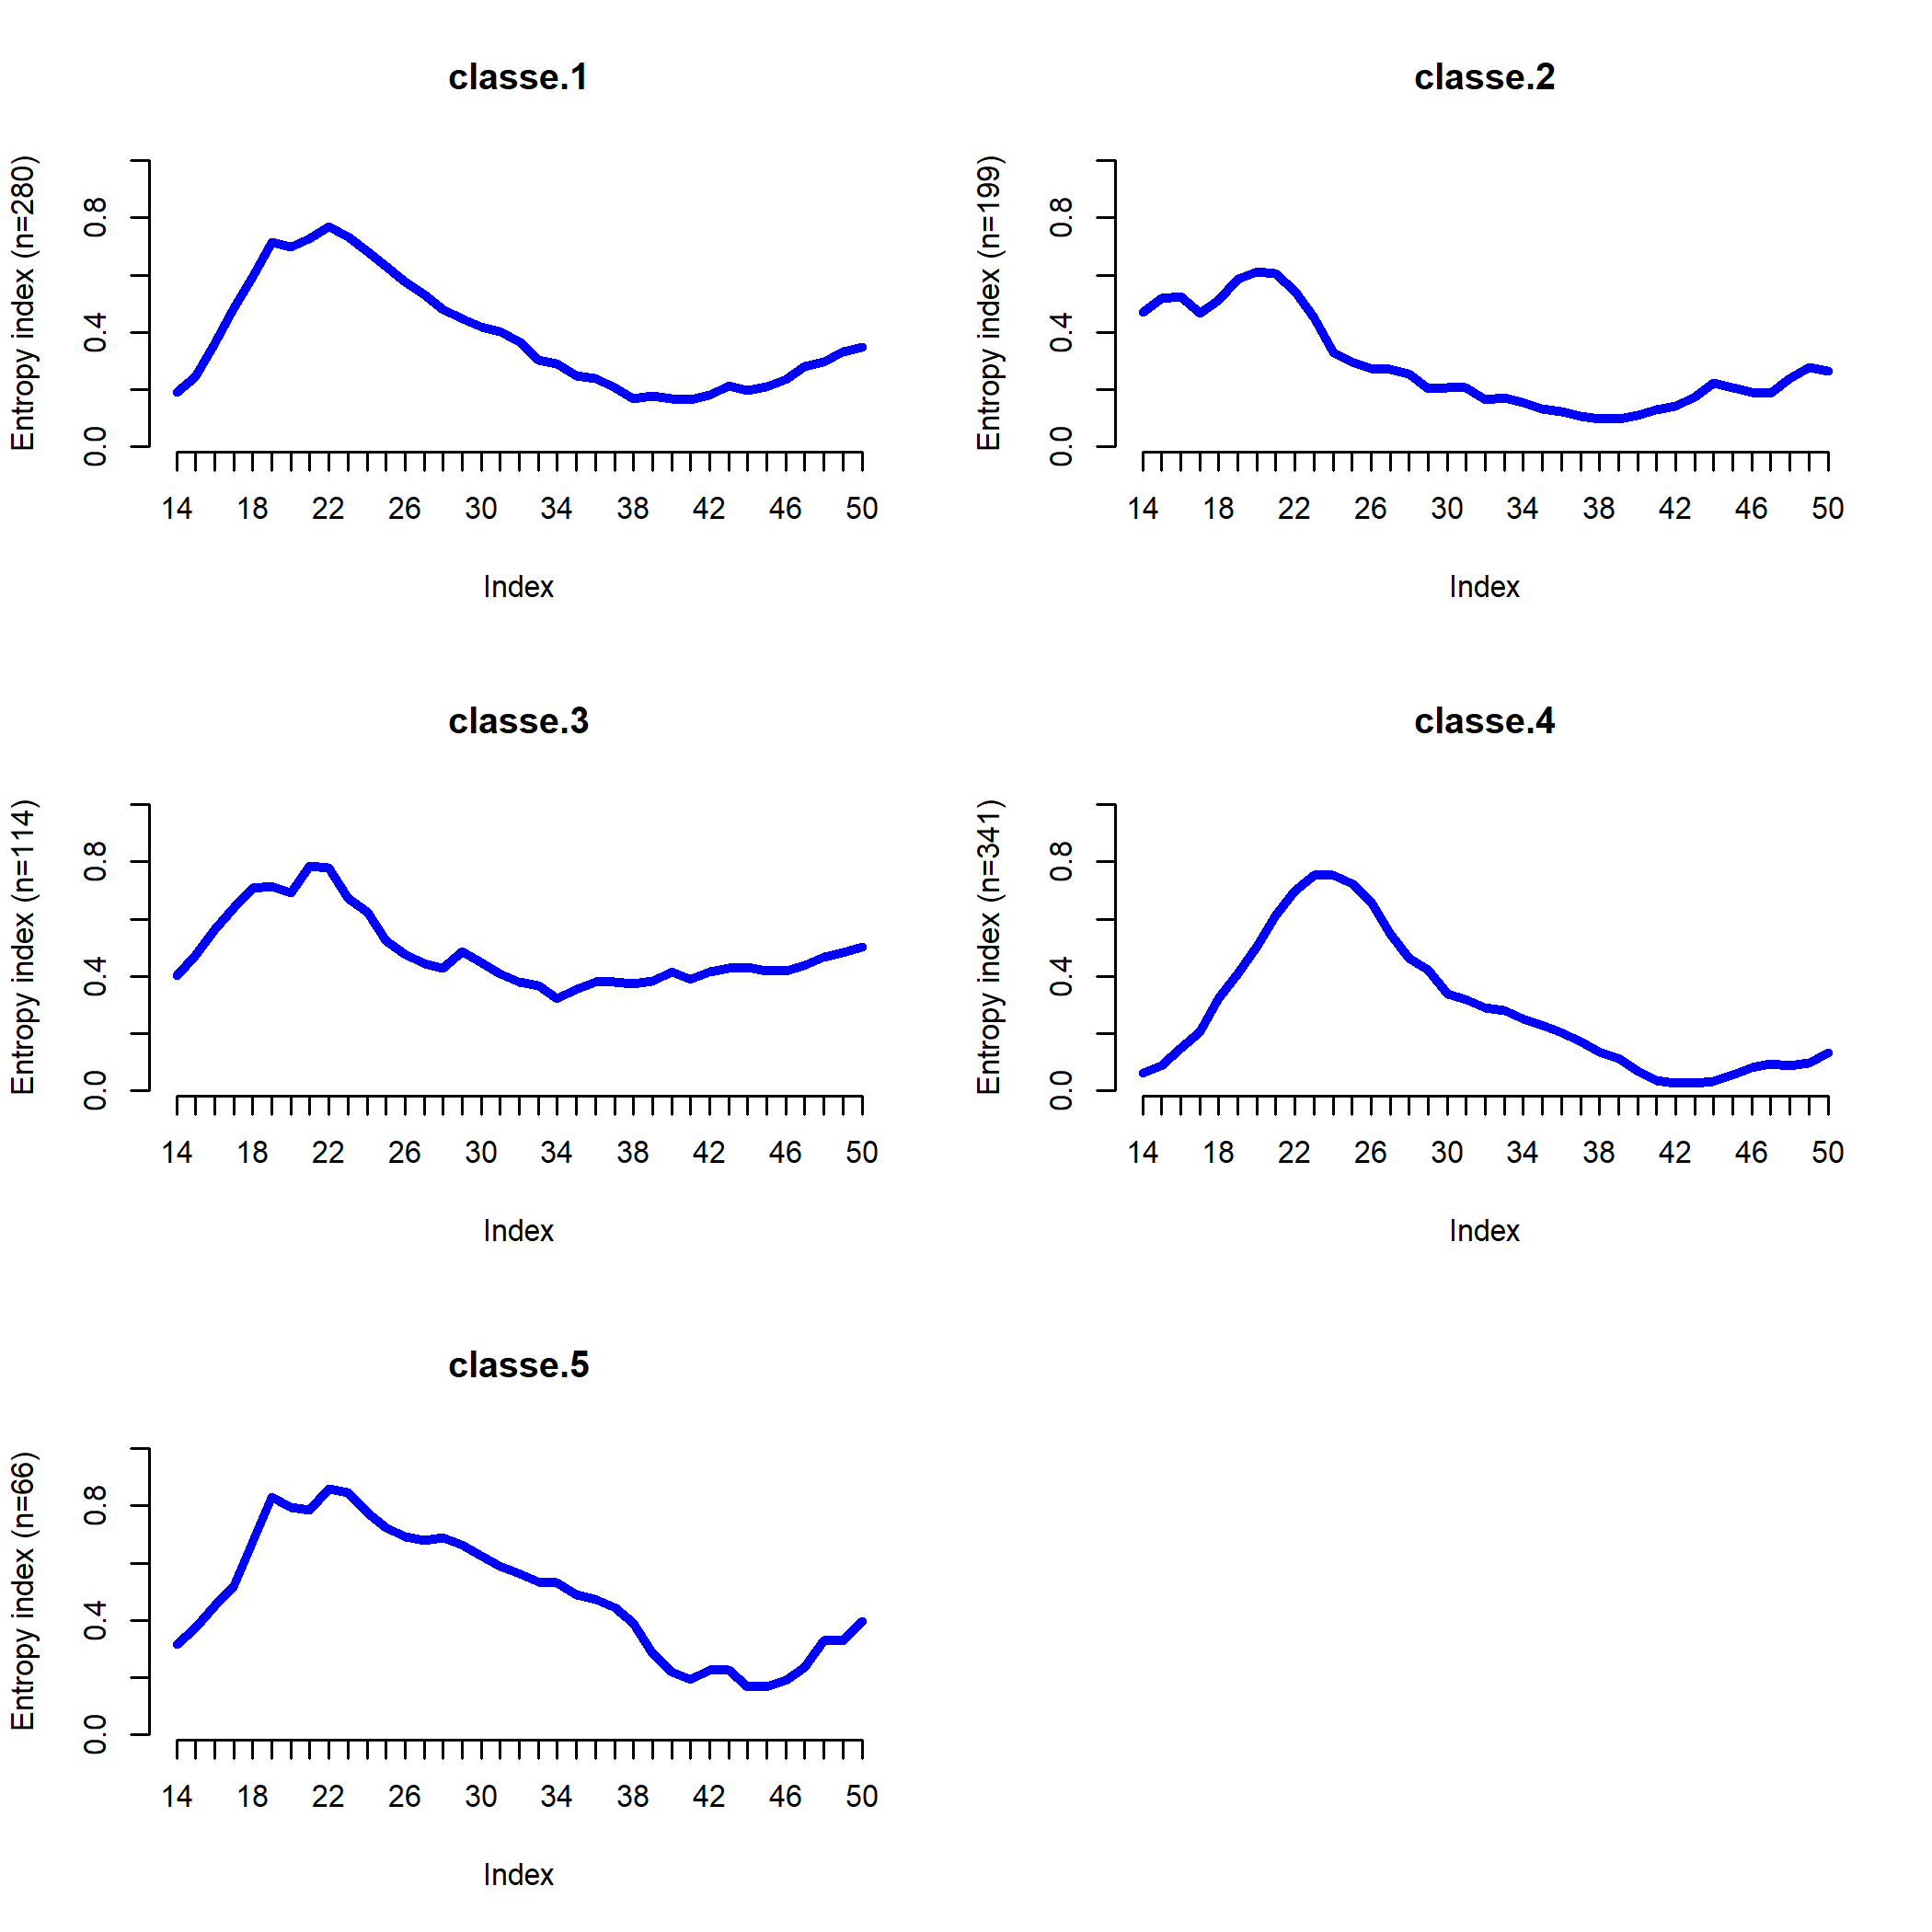 classe.1
Entropy index (n=280)
0.0 0.4 0.8
14 18 22 26 30 34 38 42 46 50
Index
classe.2
Entropy index (n=199)
0.0 0.4 0.8
14 18 22 26 30 34 38 42 46 50
Index
classe.3
Entropy index (n=114)
0.0 0.4 0.8
14 18 22 26 30 34 38 42 46 50
Index
classe.4
Entropy index (n=341)
0.0 0.4 0.8
14 18 22 26 30 34 38 42 46 50
Index
classe.5
Entropy index (n=66)
0.0 0.4 0.8
14 18 22 26 30 34 38 42 46 50
Index